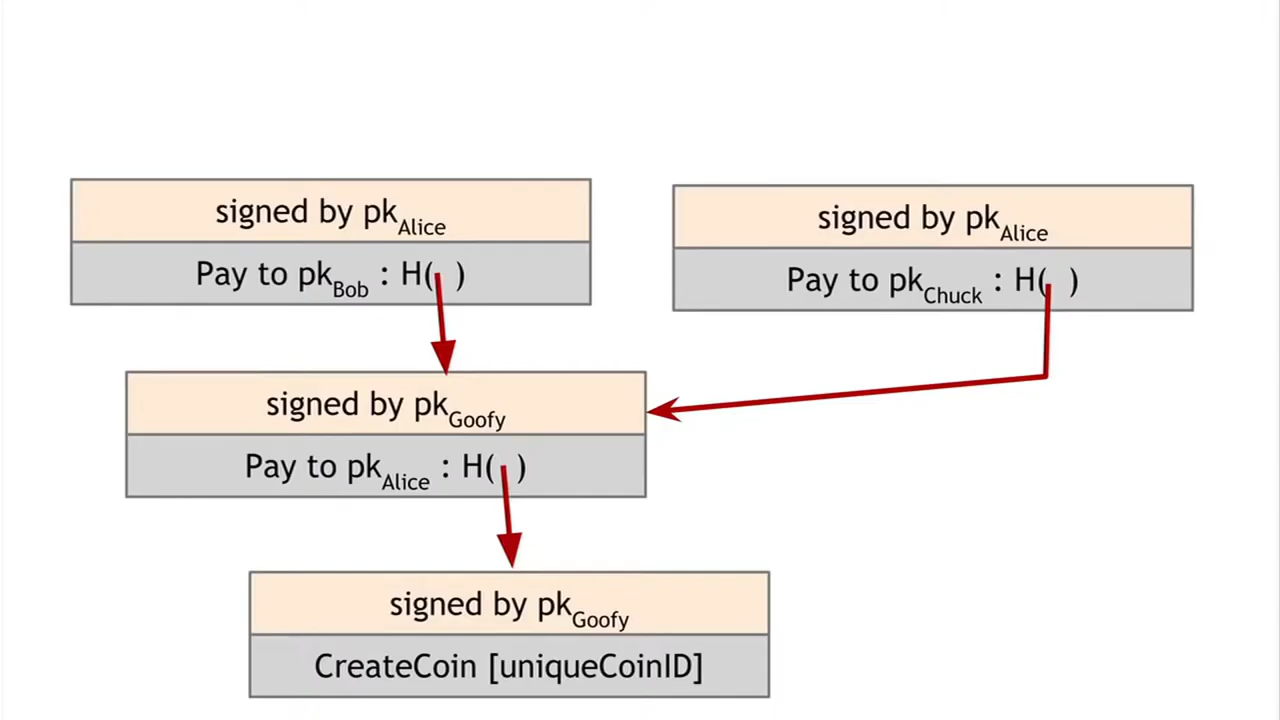 signed by pkAlice
Pay to pkBob : H( )
signed by pkAlice
Pay to pkChuck : H( )
signed by pkGoofy
Pay to pkAlice : H( )
signed by pkGoofy
CreateCoin [uniqueCoinID]